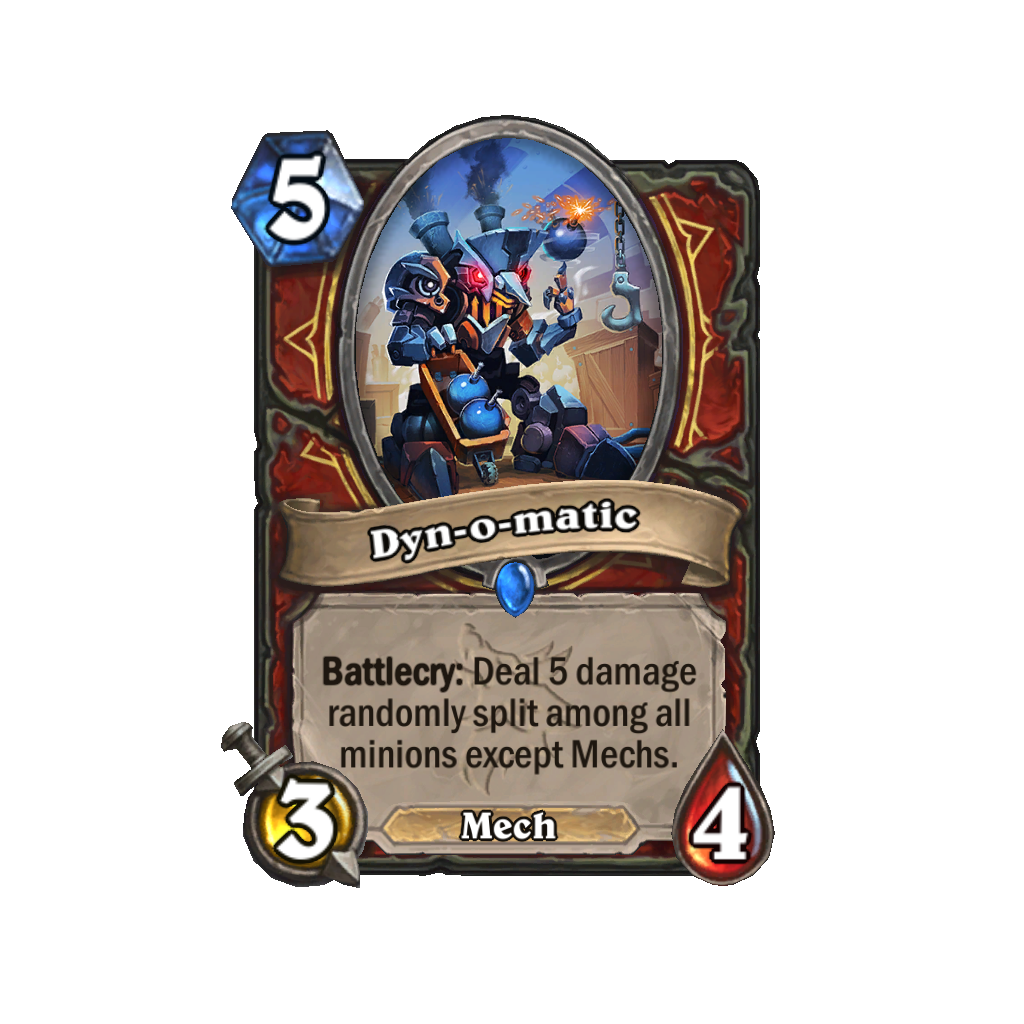 5
Dyn-o-matic
Battlecry: Deal 5 damage
randomly split among all
minions except Mechs.
3
Mech
4